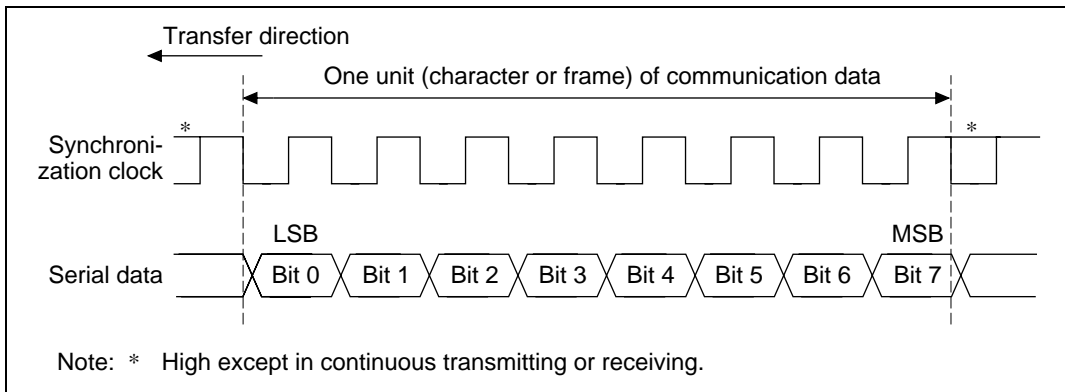 Transfer direction
One unit (character or frame) of communication data
* *
Synchroni-
zation clock
LSB MSB
Serial data Bit 0 Bit 1 Bit 2 Bit 3 Bit 4 Bit 5 Bit 6 Bit 7
Note: * High except in continuous transmitting or receiving.